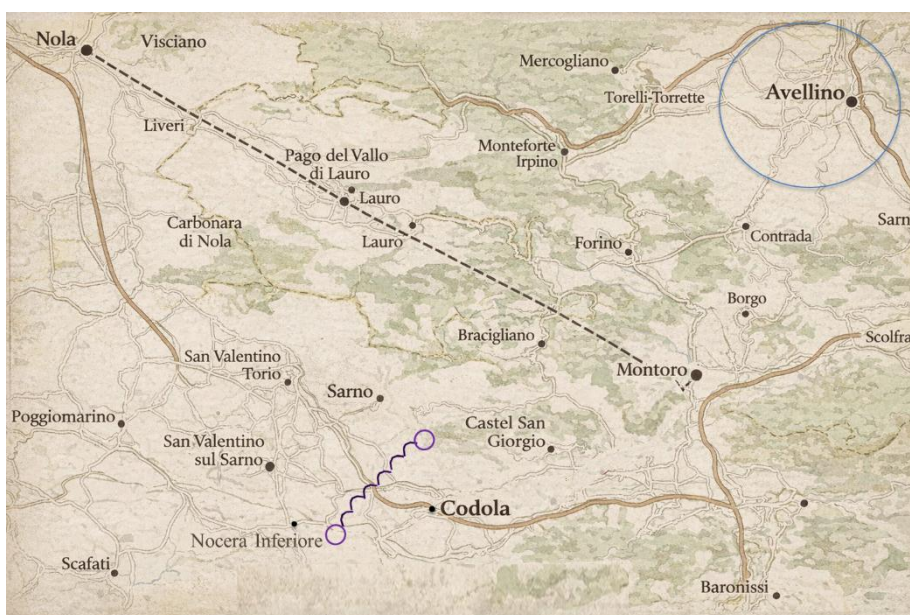 Nola
Visciano
Mercogliano
Torelli-Torrette
Avellino
Liveri
Monteforte
Irpino
Pago del Vallo
di Lauro
Lauro
Carbonara
di Nola
Lauro
Forino
Contrada
Sarn
Borgo
Bracigliano
Scolfra
San Valentino
Torio
Montoro
Sarno
Poggiomarino
San Valentino
sul Sarno
Castel San
Giorgio
Codola
Nocera Inferiore
Scafati
Baronissi